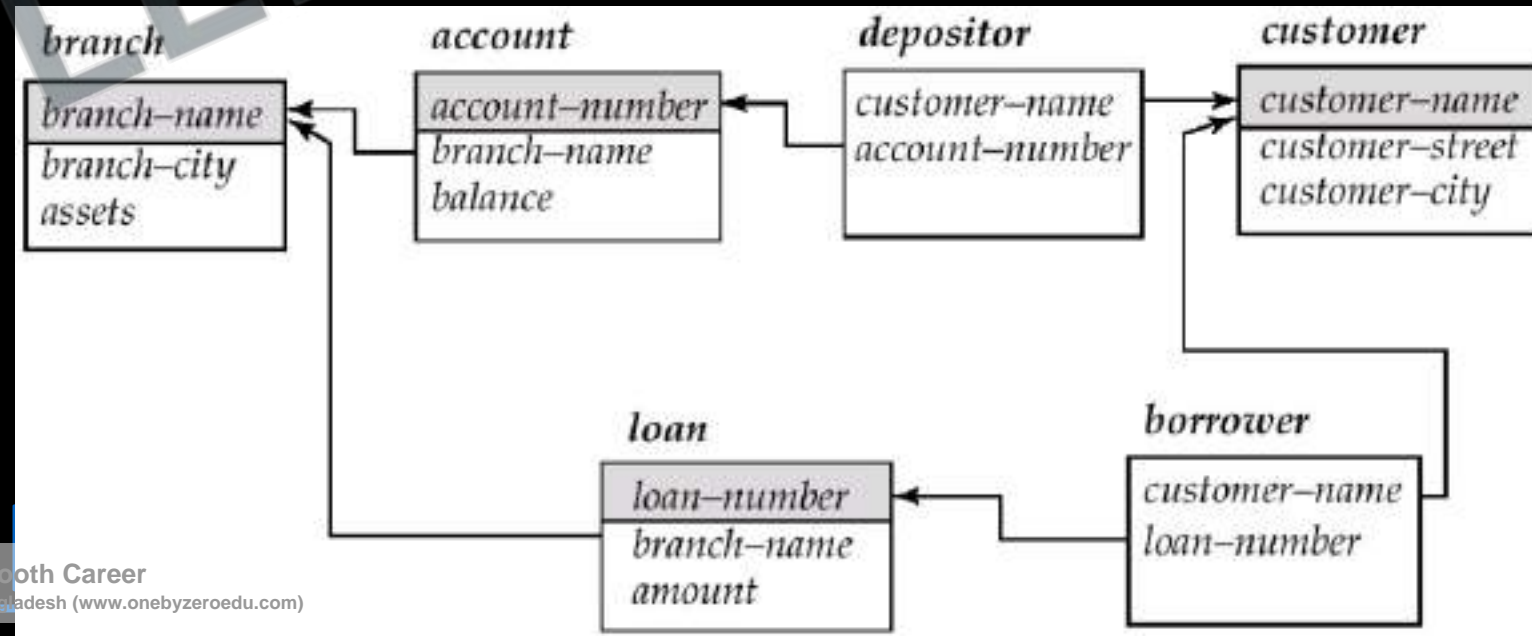 branch
branch–name
branch–city
assets
account
account–number
branch–name
balance
depositor
customer–name
account–number
customer
customer–name
customer–street
customer–city
loan
loan–number
branch–name
amount
borrower
customer–name
loan–number
ooth Career
(www.onebyzeroedu.com)